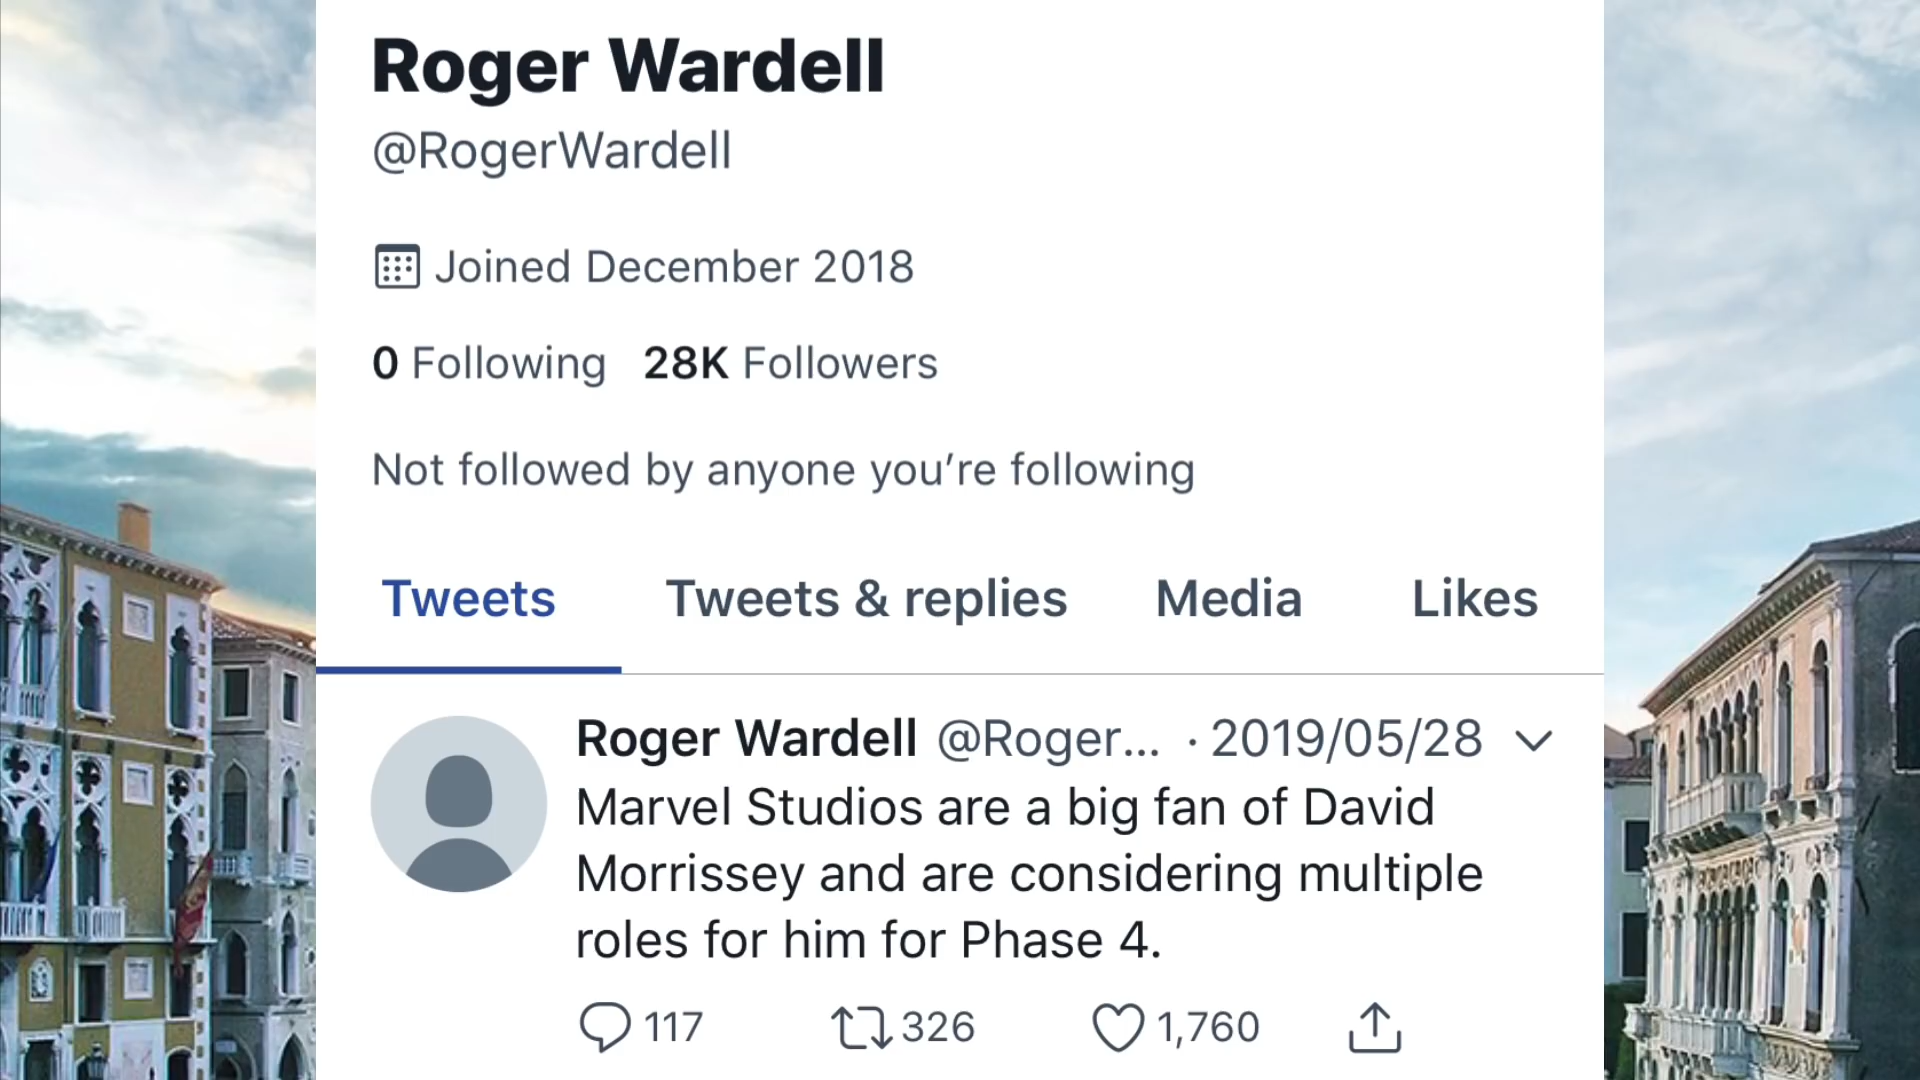 Roger Wardell
@RogerWardell
Joined December 2018
0 Following 28K Followers
Not followed by anyone you’re following
Tweets Tweets & replies Media Likes
Roger Wardell @Roger... · 2019/05/28
Marvel Studios are a big fan of David
Morrissey and are considering multiple
roles for him for Phase 4.
117 326 1,760